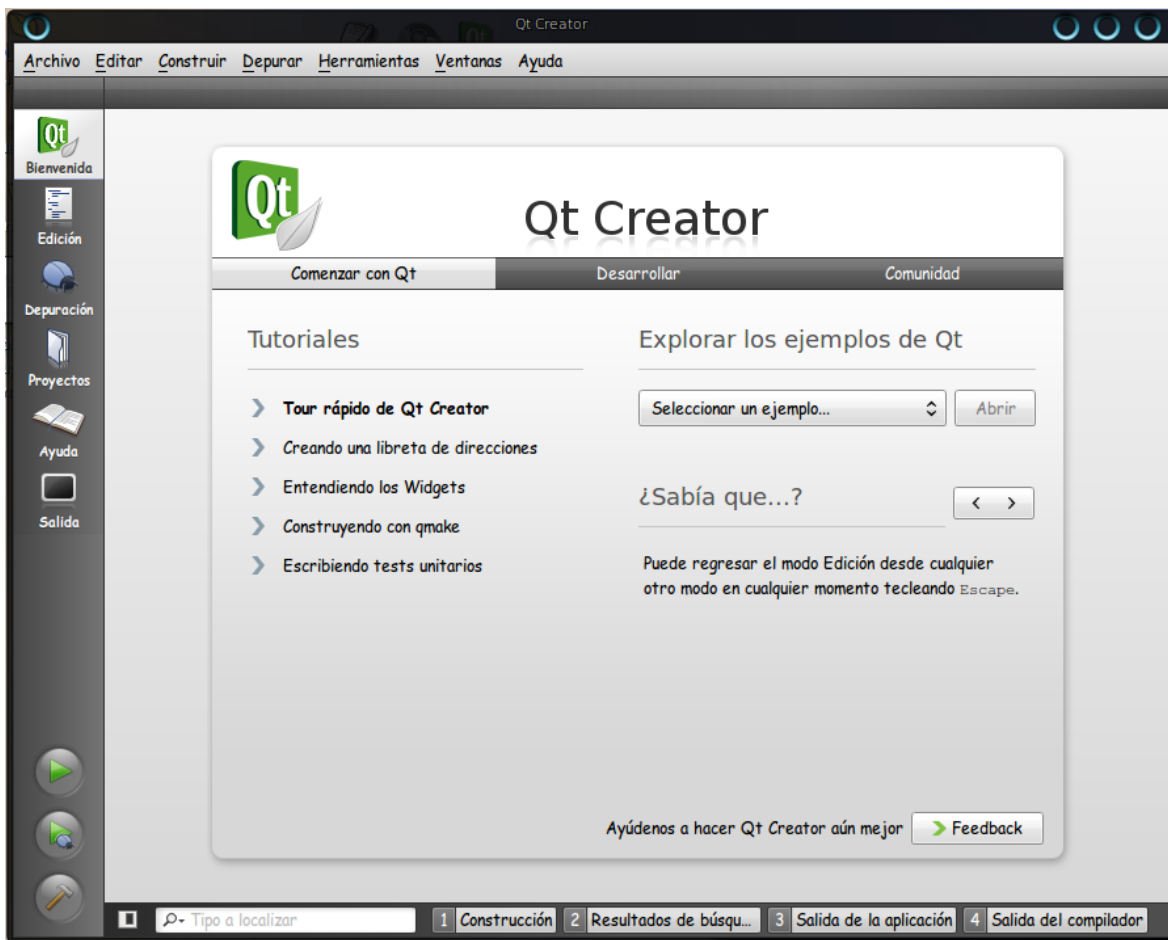 Qt Creator
Archivo Editar Construir Depurar Herramientas Ventanas Ayuda
Qt
Bienvenida
Edición
Depuración
Proyectos
Ayuda
Salida
Qt
Qt Creator
Comenzar con Qt Desarrollar Comunidad
Tutoriales
Tour rápido de Qt Creator
Creando una libreta de direcciones
Entendiendo los Widgets
Construyendo con qmake
Escribiendo tests unitarios
Explorar los ejemplos de Qt
Seleccionar un ejemplo... Abrir
¿Sabía que...?
Puede regresar el modo Edición desde cualquier
otro modo en cualquier momento tecleando Escape.
Ayúdenos a hacer Qt Creator aún mejor Feedback
Tipo a localizar 1 Construcción 2 Resultados de búsqu... 3 Salida de la aplicación 4 Salida del compilador